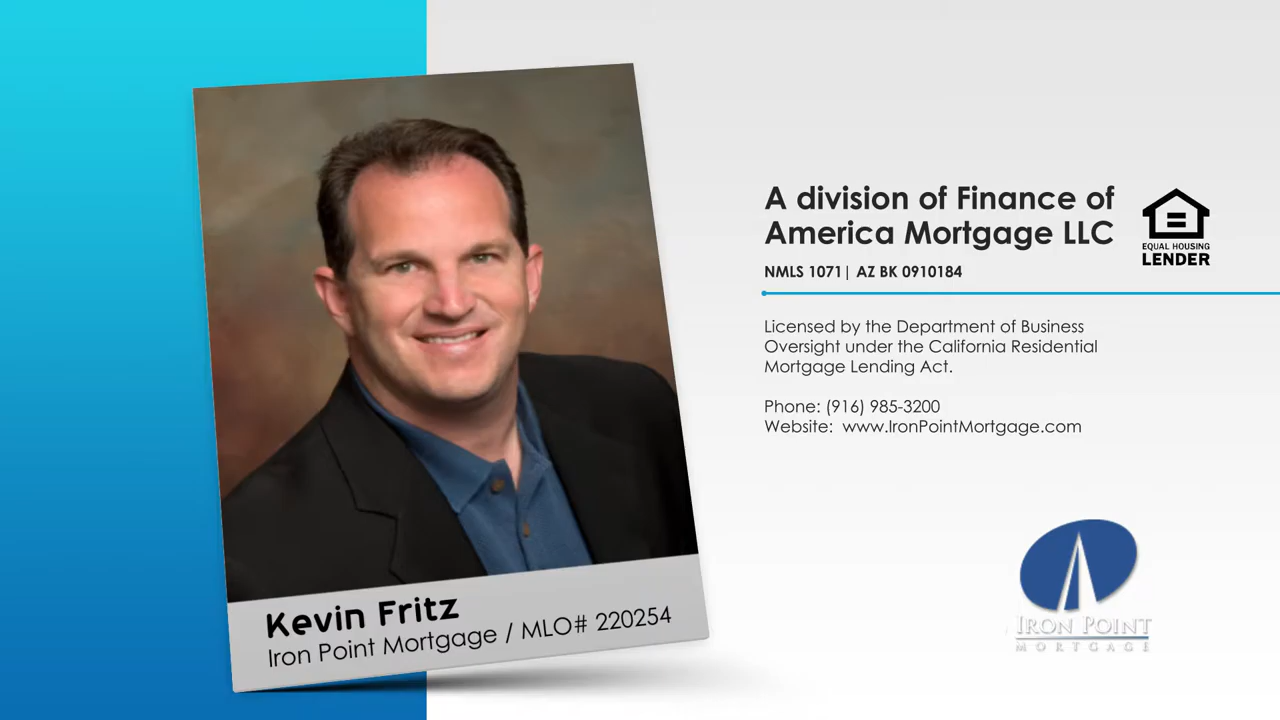 A division of Finance of
America Mortgage LLC
EQUAL HOUSING
LENDER
NMLS 1071| AZ BK 0910184
Licensed by the Department of Business
Oversight under the California Residential
Mortgage Lending Act.
Phone: (916) 985-3200
Website: www.IronPointMortgage.com
Kevin Fritz
Iron Point Mortgage / MLO# 220254
IRON POINT
MORTGAGE